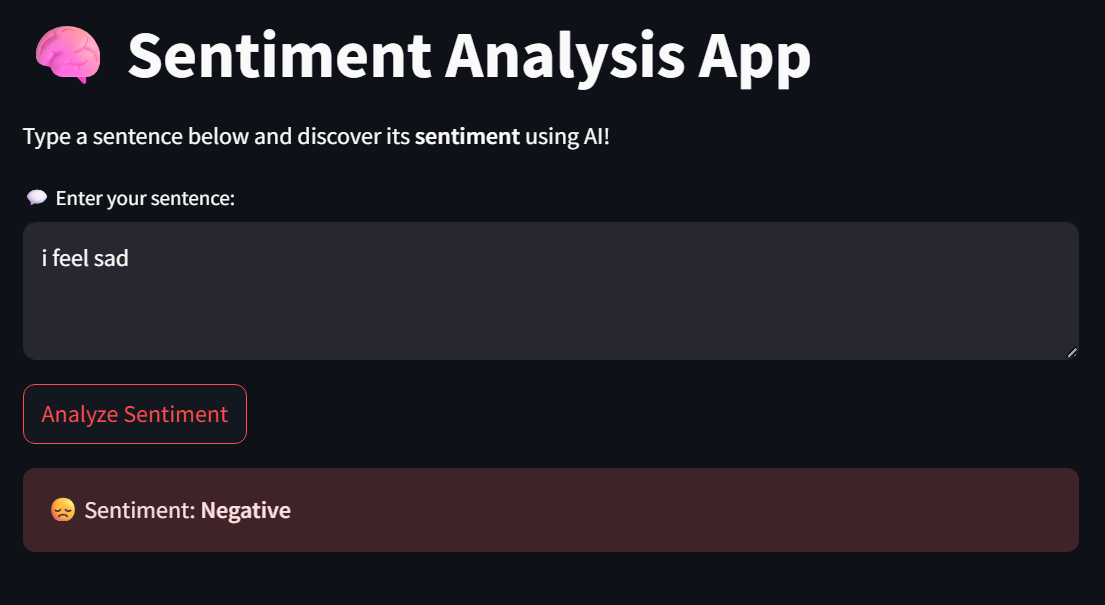 🧠 Sentiment Analysis App
Type a sentence below and discover its sentiment using AI!
💬 Enter your sentence:
i feel sad
Analyze Sentiment
😞 Sentiment: Negative